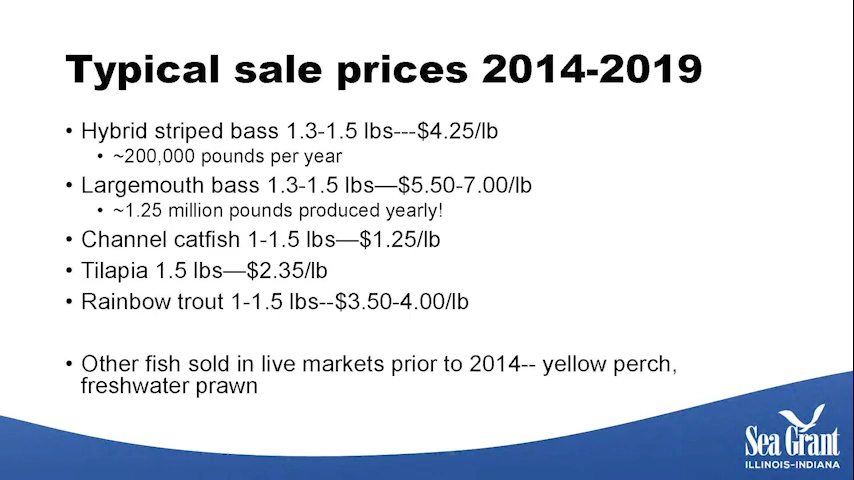 Typical sale prices 2014-2019
• Hybrid striped bass 1.3-1.5 lbs---$4.25/lb
• ~200,000 pounds per year
• Largemouth bass 1.3-1.5 lbs—$5.50-7.00/lb
• ~1.25 million pounds produced yearly!
• Channel catfish 1-1.5 lbs—$1.25/lb
• Tilapia 1.5 lbs—$2.35/lb
• Rainbow trout 1-1.5 lbs--$3.50-4.00/lb
• Other fish sold in live markets prior to 2014-- yellow perch,
freshwater prawn
Sea Grant
ILLINOIS-INDIANA